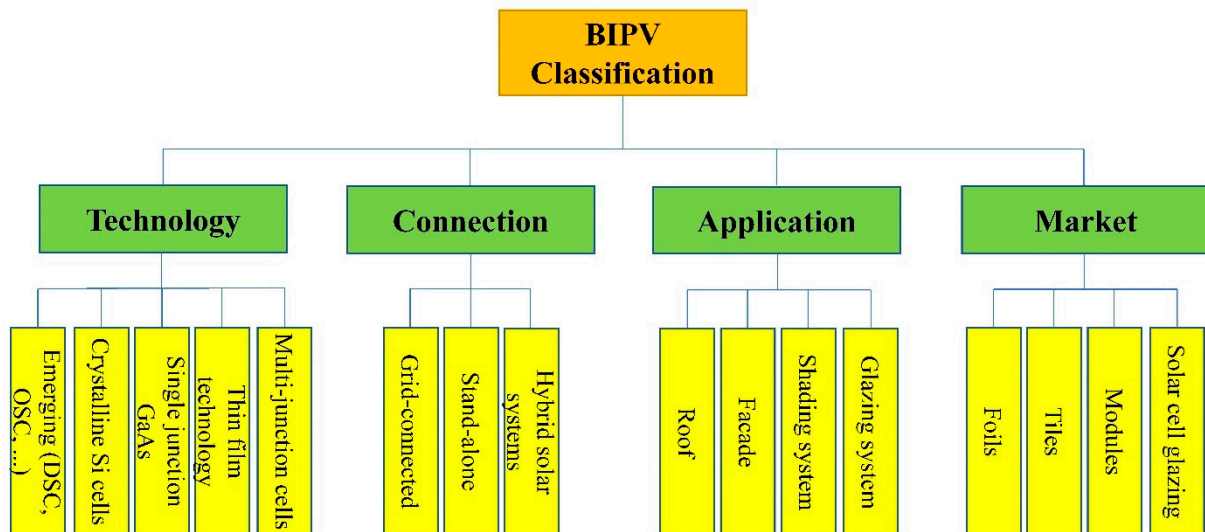 BIPV
Classification
Technology
Connection
Application
Market
Emerging (DSC,
OSC, ...)
Crystalline Si cells
Single junction
GaAs
Thin film
technology
Multi-junction cells
Grid-connected
Stand-alone
Hybrid solar
systems
Roof
Facade
Shading system
Glazing system
Foils
Tiles
Modules
Solar cell glazing